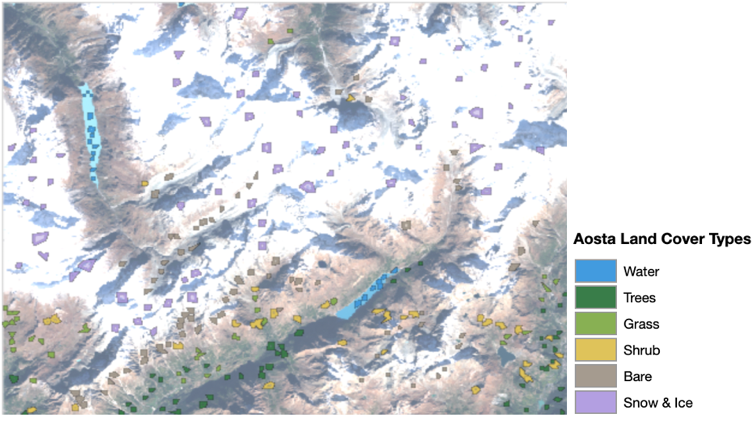 Aosta Land Cover Types
Water
Trees
Grass
Shrub
Bare
Snow & Ice